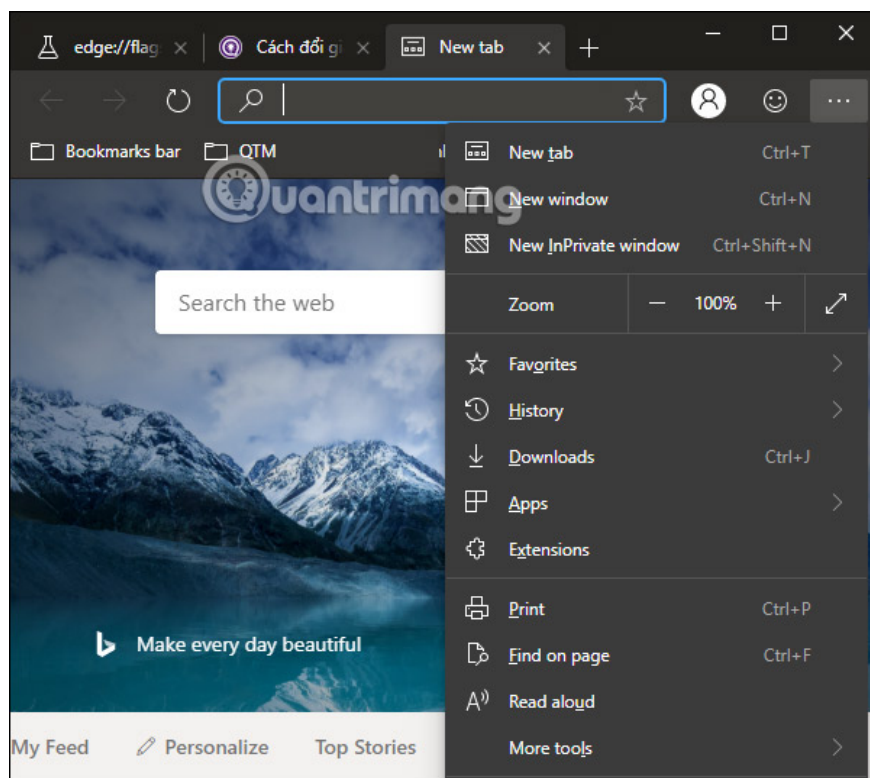 edge://flag
Cách đổi gi
New tab
Bookmarks bar
QTM
Quantrimang
New tab Ctrl+T
New window Ctrl+N
New InPrivate window Ctrl+Shift+N
Zoom — 100% +
Search the web
Favorites
History
Downloads Ctrl+J
Apps
Extensions
Print Ctrl+P
Make every day beautiful
Find on page Ctrl+F
Read aloud
My Feed Personalize Top Stories
More tools